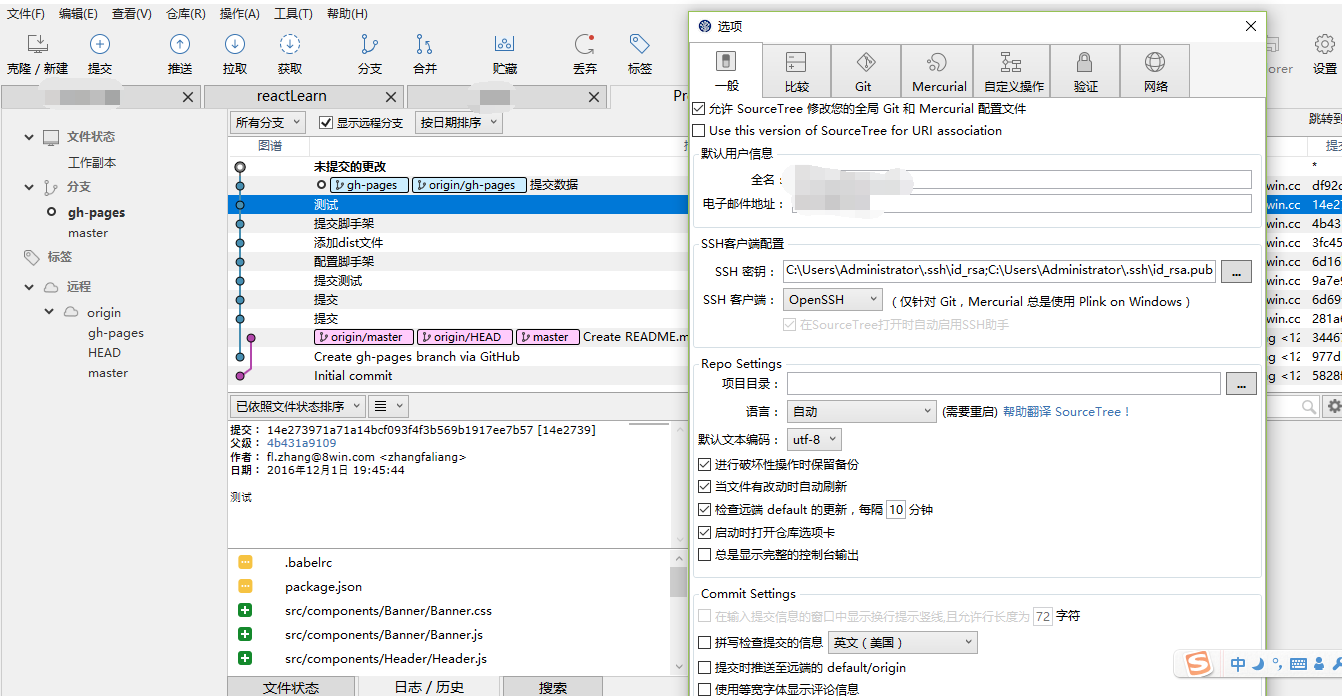 文件(F) 编辑(E) 查看(V) 仓库(R) 操作(A) 工具(T) 帮助(H)
克隆 / 新建 提交 推送 拉取 获取 分支 合并 贮藏 丢弃 标签 orer 设置
reactLearn Pr
文件状态
工作副本
分支
gh-pages
master
标签
远程
origin
gh-pages
HEAD
master
所有分支 显示远程分支 按日期排序 跳转到
图谱 提交
未提交的更改 *
gh-pages origin/gh-pages 提交数据 win.cc df92c
测试 win.cc 14e27
提交脚手架 win.cc 4b431
添加dist文件 win.cc 3fc45
配置脚手架 win.cc 6d16
提交测试 win.cc 9a7e9
提交 win.cc 6d69
提交 win.cc 281a6
origin/master origin/HEAD master Create README.m g <12 34467
Create gh-pages branch via GitHub g <12 977d
Initial commit g <12 5828f
已依照文件状态排序
提交： 14e273971a71a14bcf093f4f3b569b1917ee7b57 [14e2739]
父级： 4b431a9109
作者： fl.zhang@8win.com <zhangfaliang>
日期： 2016年12月1日 19:45:44
测试
.babelrc
package.json
src/components/Banner/Banner.css
src/components/Banner/Banner.js
src/components/Header/Header.js
文件状态 日志 / 历史 搜索
选项
一般 比较 Git Mercurial 自定义操作 验证 网络
允许 SourceTree 修改您的全局 Git 和 Mercurial 配置文件
Use this version of SourceTree for URI association
默认用户信息
全名：
电子邮件地址：
SSH客户端配置
SSH 密钥： C:\Users\Administrator\.ssh\id_rsa;C:\Users\Administrator\.ssh\id_rsa.pub ...
SSH 客户端： OpenSSH （仅针对 Git，Mercurial 总是使用 Plink on Windows）
在SourceTree打开时自动启用SSH助手
Repo Settings
项目目录： ...
语言： 自动 (需要重启) 帮助翻译 SourceTree！
默认文本编码： utf-8
进行破坏性操作时保留备份
当文件有改动时自动刷新
检查远端 default 的更新，每隔 10 分钟
启动时打开仓库选项卡
总是显示完整的控制台输出
Commit Settings
在输入提交信息的窗口中显示换行提示竖线,且允许行长度为 72 字符
拼写检查提交的信息 英文（美国）
提交时推送至远端的 default/origin
使用等宽字体显示评论信息
S 中